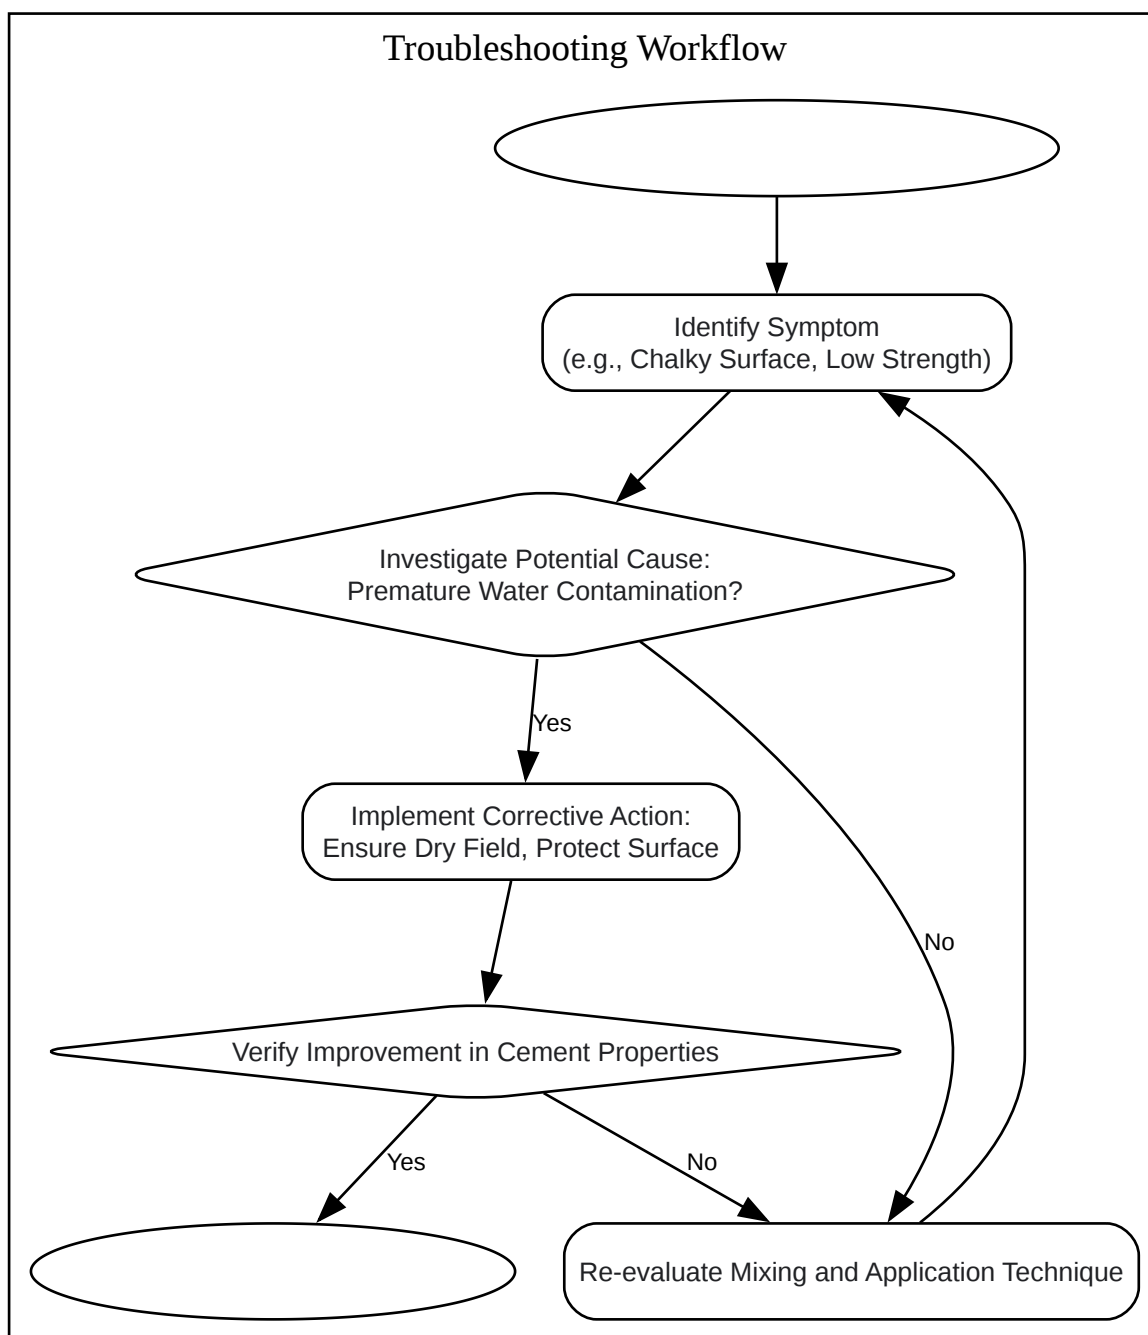 Troubleshooting Workflow
Identify Symptom
(e.g., Chalky Surface, Low Strength)
Investigate Potential Cause:
Premature Water Contamination?
Yes
Implement Corrective Action:
Ensure Dry Field, Protect Surface
No
Verify Improvement in Cement Properties
Yes
No
Re-evaluate Mixing and Application Technique